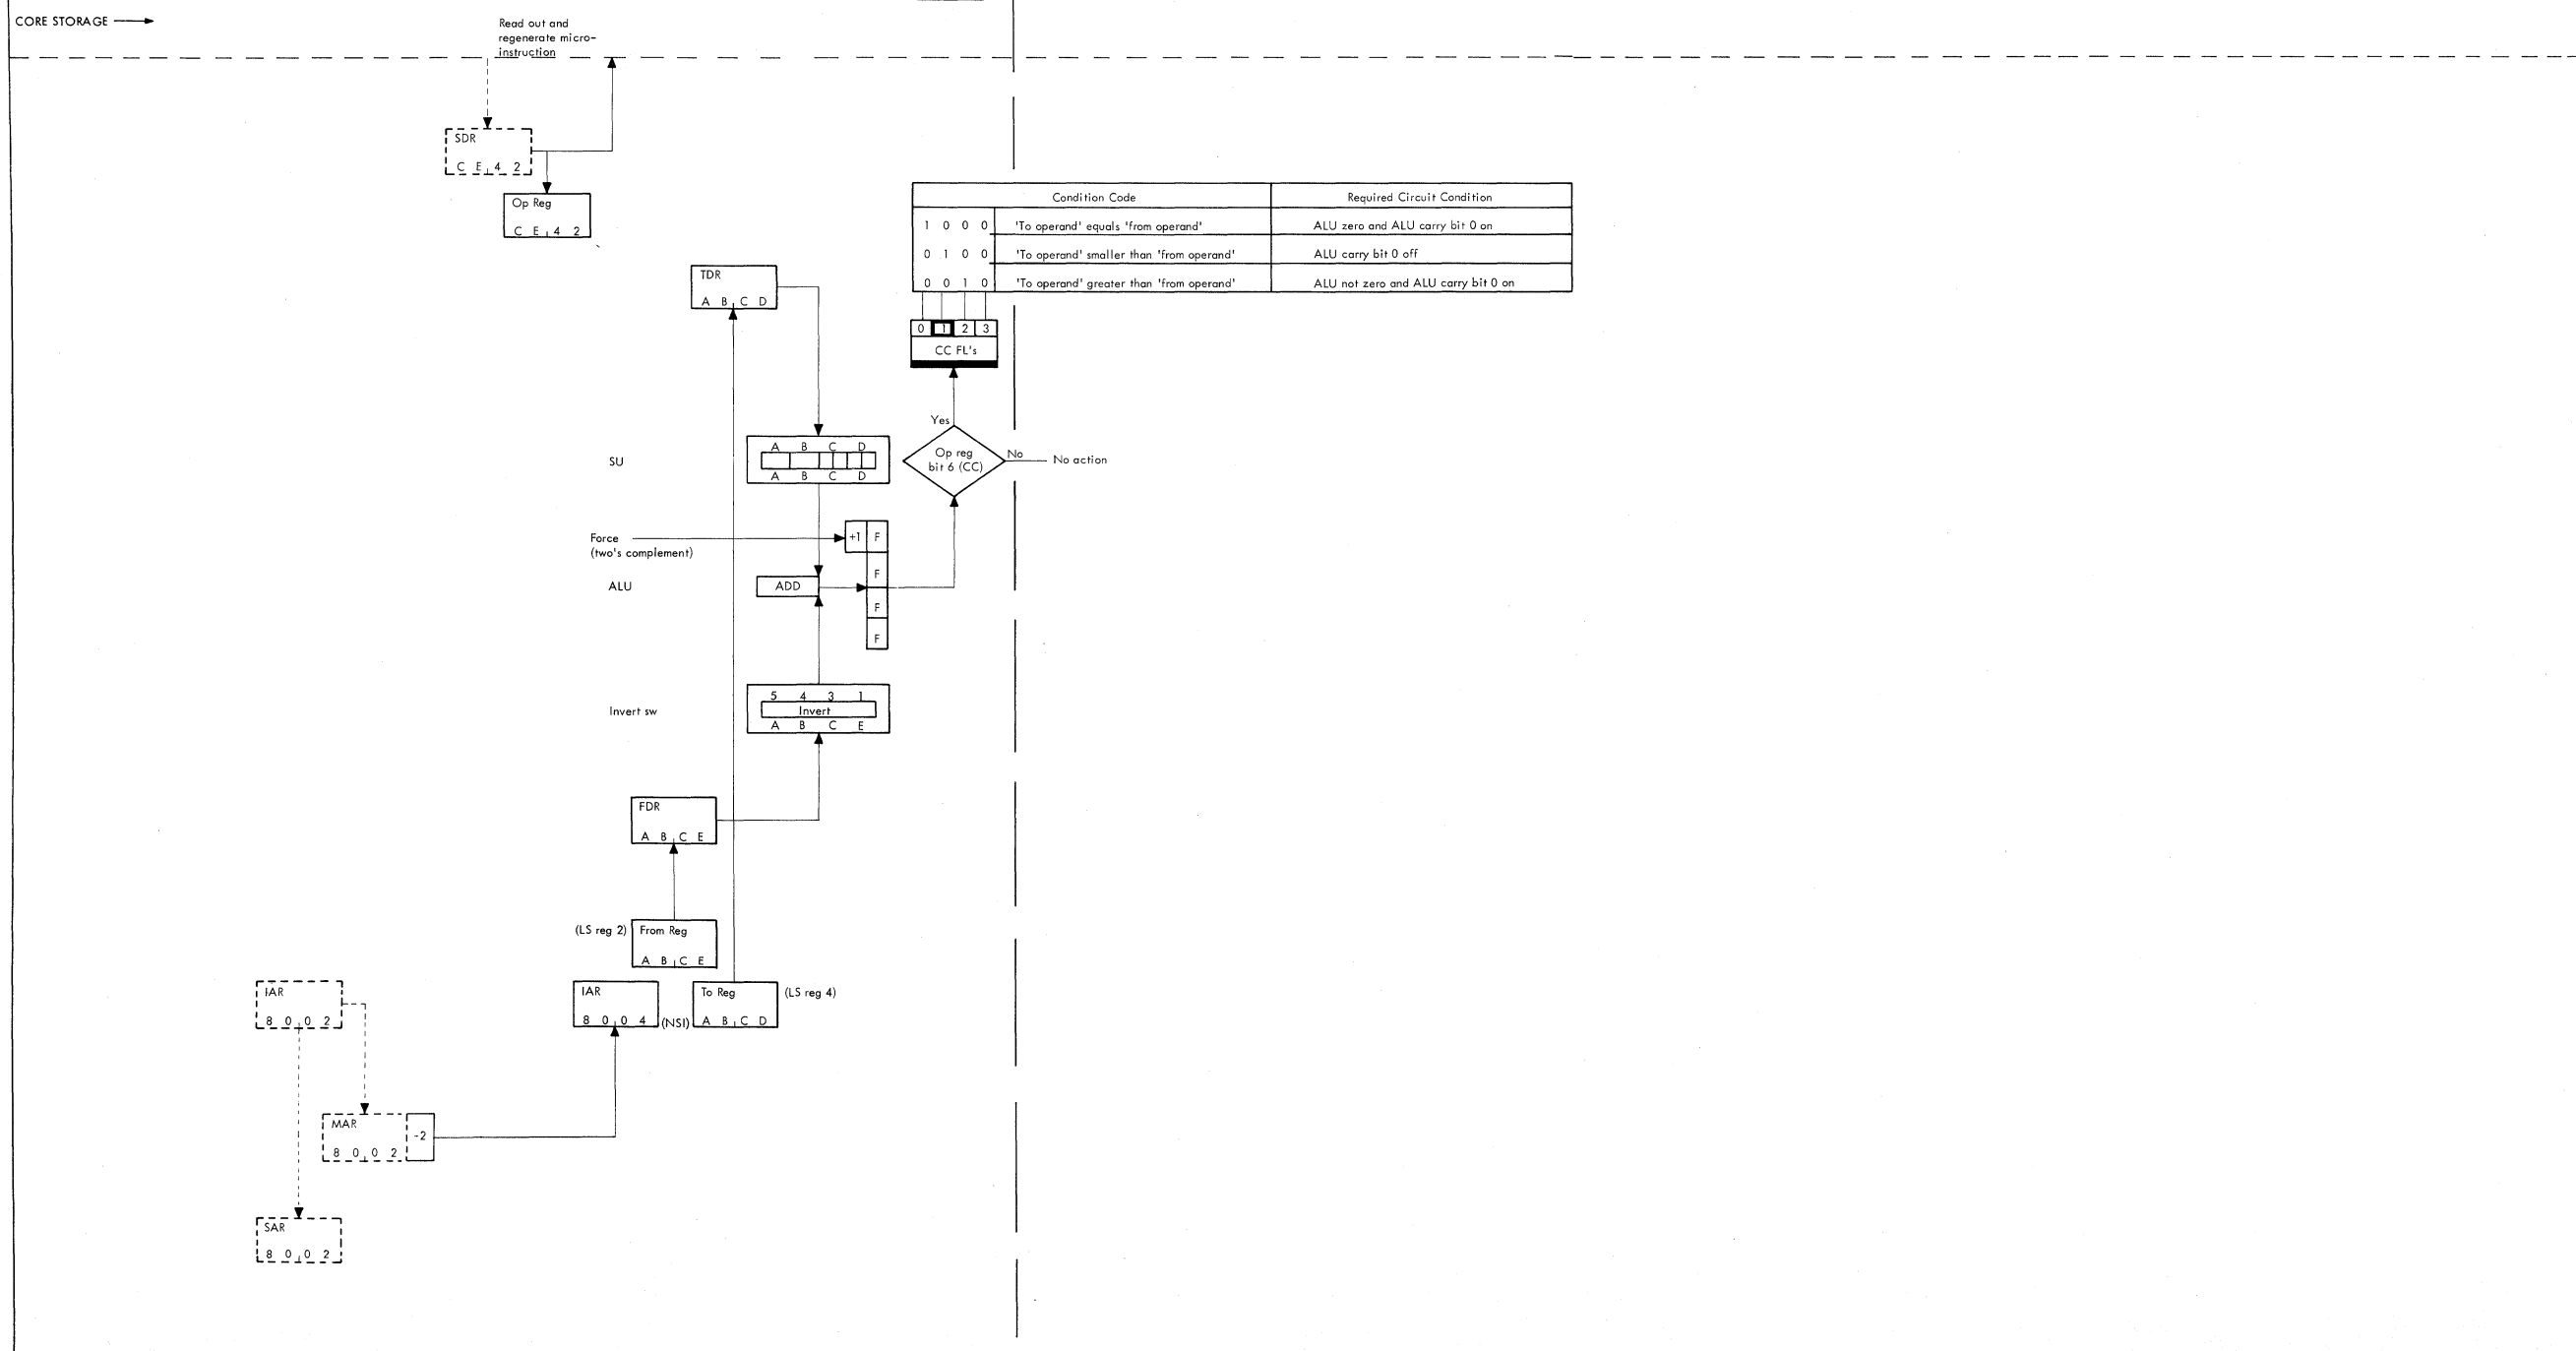 CORE STORAGE
Read out and
regenerate micro-
instruction
SDR
C E 4 2
Op Reg
C E 4 2
Condition Code Required Circuit Condition
1 0 0 0 'To operand' equals 'from operand' ALU zero and ALU carry bit 0 on
0 1 0 0 'To operand' smaller than 'from operand' ALU carry bit 0 off
0 0 1 0 'To operand' greater than 'from operand' ALU not zero and ALU carry bit 0 on
TDR
A B C D
0 1 2 3
CC FL's
Yes
A B C D
SU
A B C D
Op reg
bit 6 (CC)
No
No action
Force
(two's complement)
+1 F
F
ALU
ADD
F
F
5 4 3 1
Invert sw
Invert
A B C E
FDR
A B C E
(LS reg 2)
From Reg
A B C E
IAR
8 0 0 2
IAR
8 0 0 4
(NSI)
To Reg
A B C D
(LS reg 4)
MAR
8 0 0 2
-2
SAR
8 0 0 2